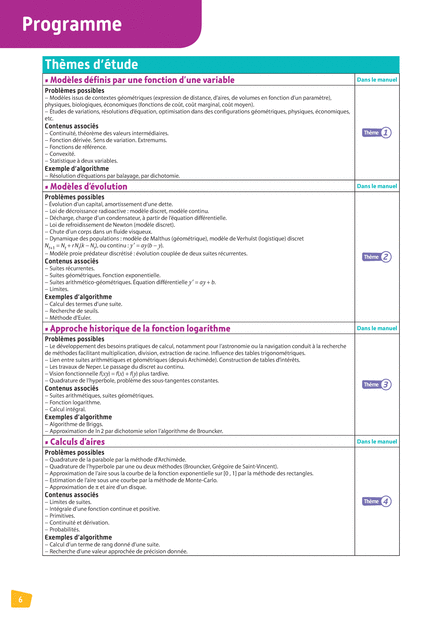 Programme
Thèmes d'étude
▪ Modèles définis par une fonction d'une variable
Dans le manuel
Problèmes possibles
– Modèles issus de contextes géométriques (expression de distance, d'aires, de volumes en fonction d'un paramètre),
physiques, biologiques, économiques (fonctions de coût, coût marginal, coût moyen).
– Études de variations, résolutions d'équation, optimisation dans des configurations géométriques, physiques, économiques,
etc.
Contenus associés
– Continuité, théorème des valeurs intermédiaires.
– Fonction dérivée. Sens de variation. Extremums.
– Fonctions de référence.
– Convexité.
– Statistique à deux variables.
Exemple d'algorithme
– Résolution d'équations par balayage, par dichotomie.
Thème 1
▪ Modèles d'évolution
Dans le manuel
Problèmes possibles
– Évolution d'un capital, amortissement d'une dette.
– Loi de décroissance radioactive : modèle discret, modèle continu.
– Décharge, charge d'un condensateur, à partir de l'équation différentielle.
– Loi de refroidissement de Newton (modèle discret).
– Chute d'un corps dans un fluide visqueux.
– Dynamique des populations : modèle de Malthus (géométrique), modèle de Verhulst (logistique) discret
– Modèle proie prédateur discrétisé : évolution couplée de deux suites récurrentes.
Contenus associés
– Suites récurrentes.
– Suites géométriques. Fonction exponentielle.
– Suites arithmético-géométriques. Équation différentielle y' = ay + b.
– Limites.
Exemples d'algorithme
– Calcul des termes d'une suite.
– Recherche de seuils.
– Méthode d'Euler.
Thème 2
▪ Approche historique de la fonction logarithme
Dans le manuel
Problèmes possibles
– Le développement des besoins pratiques de calcul, notamment pour l'astronomie ou la navigation conduit à la recherche
de méthodes facilitant multiplication, division, extraction de racine. Influence des tables trigonométriques.
– Lien entre suites arithmétiques et géométriques (depuis Archimède). Construction de tables d'intérêts.
– Les travaux de Neper. Le passage du discret au continu.
– Vision fonctionnelle f(xy) = f(x) + f(y) plus tardive.
– Quadrature de l'hyperbole, problème des sous-tangentes constantes.
Contenus associés
– Suites arithmétiques, suites géométriques.
– Fonction logarithme.
– Calcul intégral.
Exemples d'algorithme
– Algorithme de Briggs.
– Approximation de ln 2 par dichotomie selon l'algorithme de Brouncker.
Thème 3
▪ Calculs d'aires
Dans le manuel
Problèmes possibles
– Quadrature de la parabole par la méthode d'Archimède.
– Quadrature de l'hyperbole par une ou deux méthodes (Brouncker, Grégoire de Saint-Vincent).
– Approximation de l'aire sous la courbe de la fonction exponentielle sur [0 , 1] par la méthode des rectangles.
– Estimation de l'aire sous une courbe par la méthode de Monte-Carlo.
– Approximation de π et aire d'un disque.
Contenus associés
– Limites de suites.
– Intégrale d'une fonction continue et positive.
– Primitives.
– Continuité et dérivation.
– Probabilités.
Exemples d'algorithme
– Calcul d'un terme de rang donné d'une suite.
– Recherche d'une valeur approchée de précision donnée.
Thème 4
6